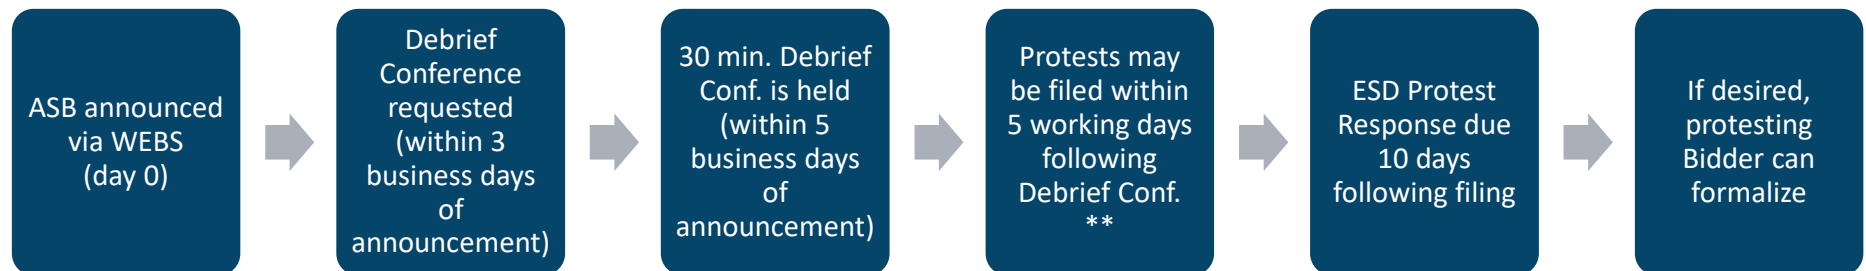 ASB announced
via WEBS
(day 0)
Debrief
Conference
requested
(within 3
business days
of
announcement)
30 min. Debrief
Conf. is held
(within 5
business days
of
announcement)
Protests may
be filed within
5 working days
following
Debrief Conf.
**
ESD Protest
Response due
10 days
following filing
If desired,
protesting
Bidder can
formalize